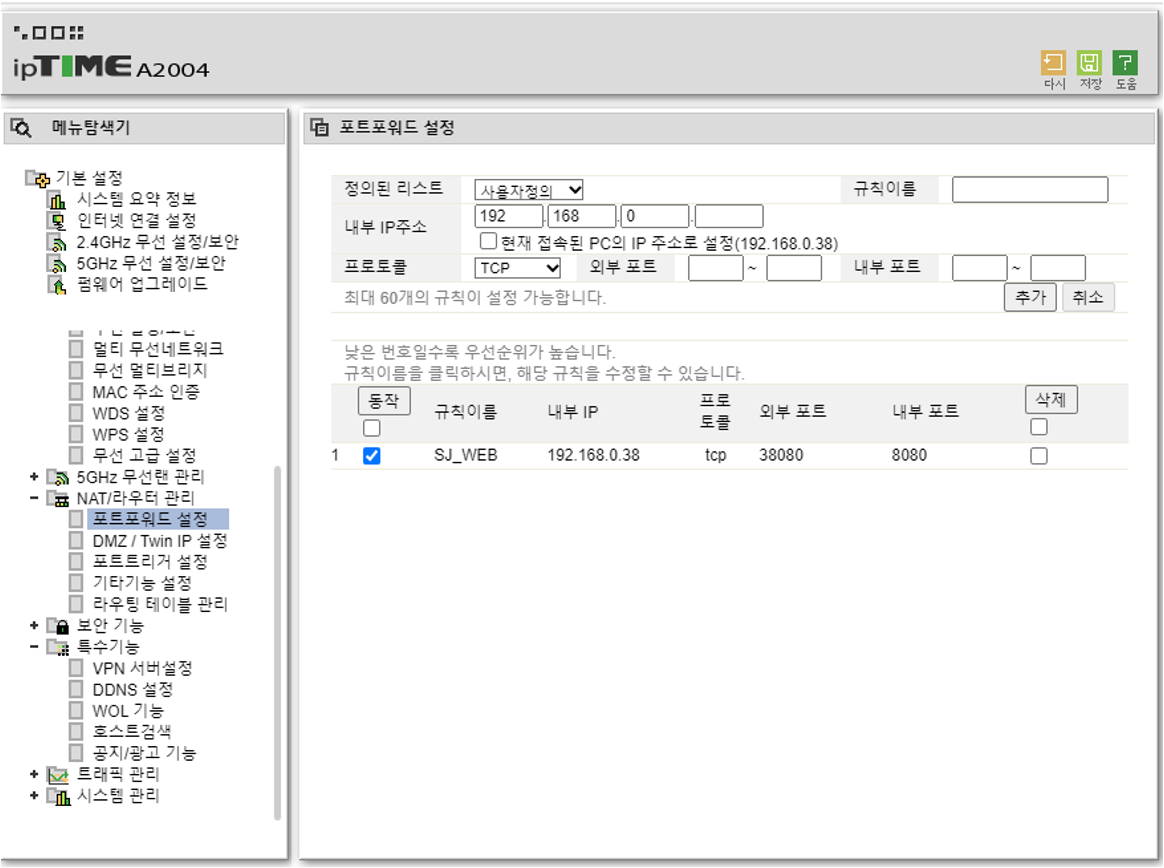 ipTIME A2004
다시 저장 도움
메뉴탐색기
기본 설정
시스템 요약 정보
인터넷 연결 설정
2.4GHz 무선 설정/보안
5GHz 무선 설정/보안
펌웨어 업그레이드
멀티 무선네트워크
무선 멀티브리지
MAC 주소 인증
WDS 설정
WPS 설정
무선 고급 설정
+ 5GHz 무선랜 관리
- NAT/라우터 관리
포트포워드 설정
DMZ / Twin IP 설정
포트트리거 설정
기타기능 설정
라우팅 테이블 관리
+ 보안 기능
- 특수기능
VPN 서버설정
DDNS 설정
WOL 기능
호스트검색
공지/광고 기능
+ 트래픽 관리
+ 시스템 관리
포트포워드 설정
정의된 리스트 사용자정의 규칙이름
내부 IP주소 192 . 168 . 0 .
현재 접속된 PC의 IP 주소로 설정(192.168.0.38)
프로토콜 TCP 외부 포트 ~ 내부 포트 ~
최대 60개의 규칙이 설정 가능합니다. 추가 취소
낮은 번호일수록 우선순위가 높습니다.
규칙이름을 클릭하시면, 해당 규칙을 수정할 수 있습니다.
동작 규칙이름 내부 IP 프로토콜 외부 포트 내부 포트 삭제
1 SJ_WEB 192.168.0.38 tcp 38080 8080